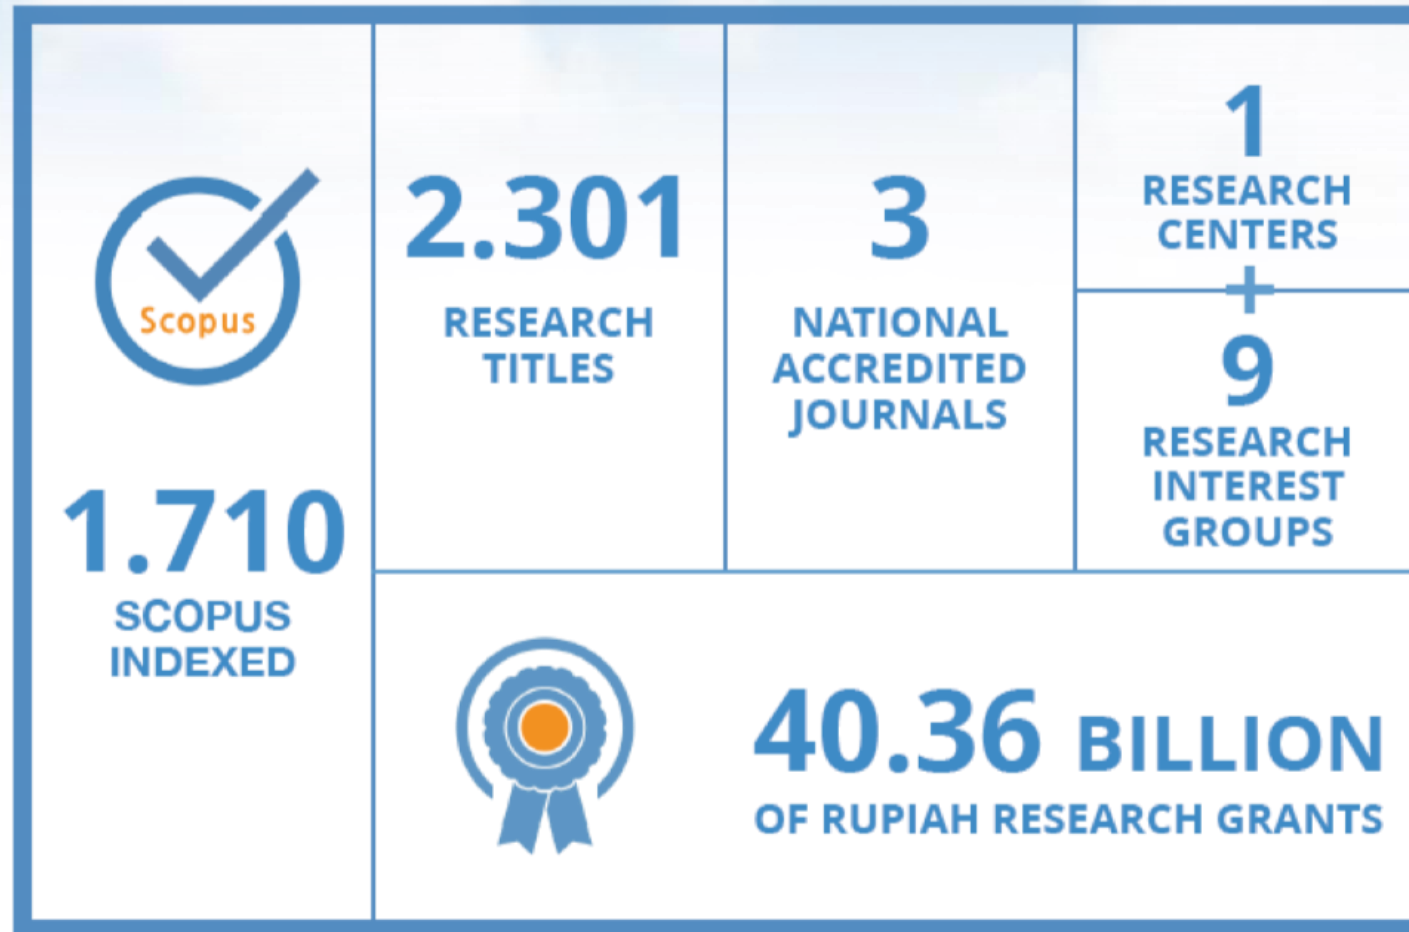 Scopus
1.710
SCOPUS
INDEXED
2.301
RESEARCH
TITLES
3
NATIONAL
ACCREDITED
JOURNALS
1
RESEARCH
CENTERS
+
9
RESEARCH
INTEREST
GROUPS
40.36 BILLION
OF RUPIAH RESEARCH GRANTS